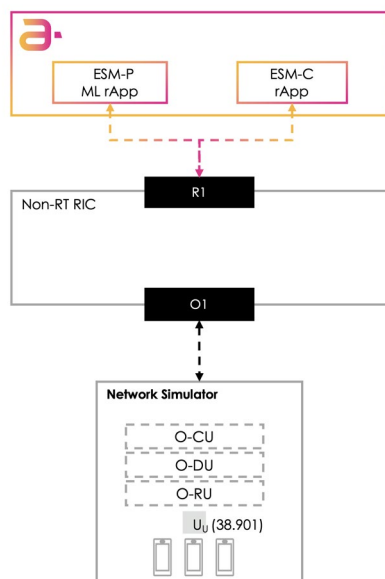 a
ESM-P
ML rApp
ESM-C
rApp
R1
Non-RT RIC
O1
Network Simulator
O-CU
O-DU
O-RU
UU (38.901)